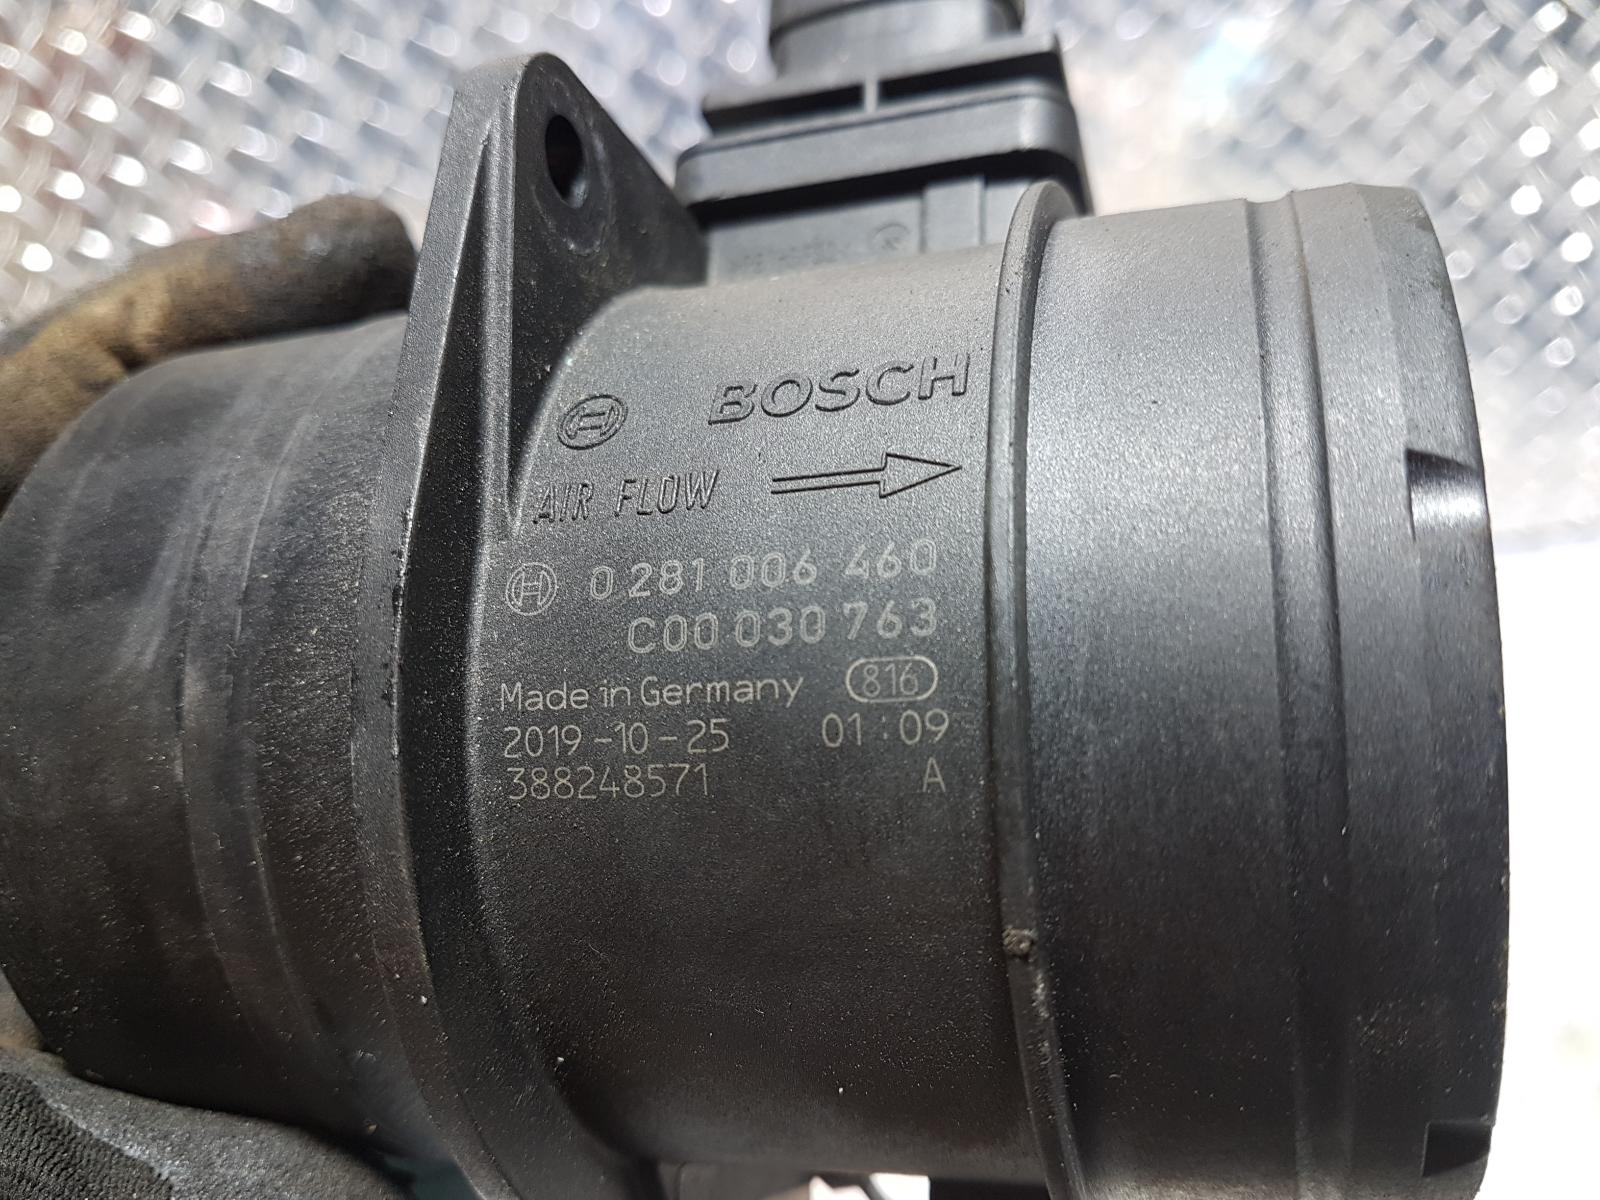 BOSCH
AIR FLOW
0 281 006 460
C00 030 763
Made in Germany 816
2019-10-25 01:09
388248571 A